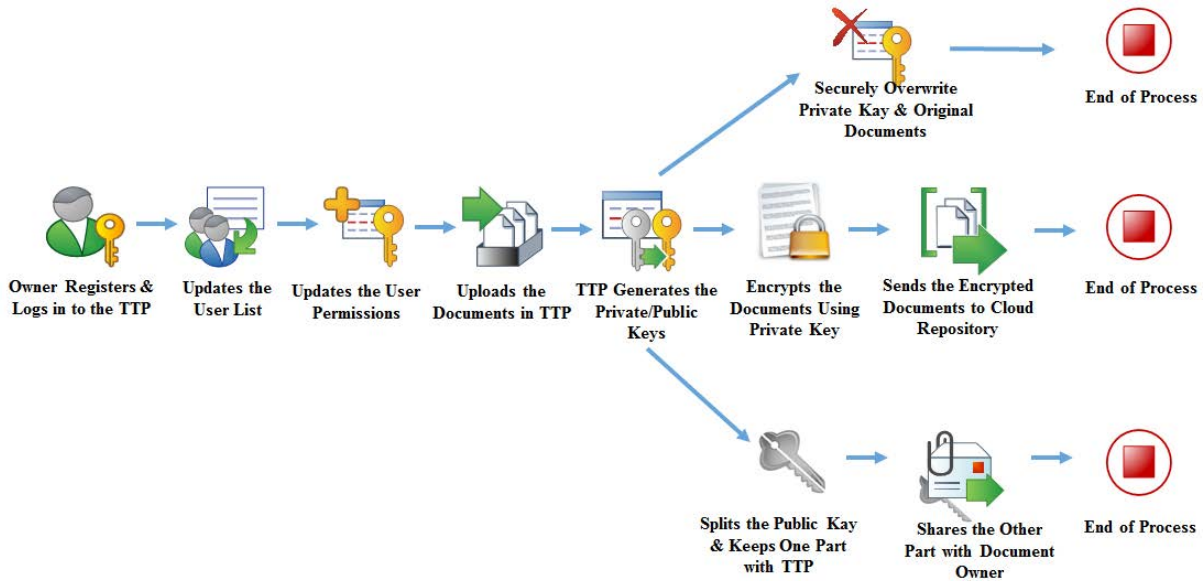 Securely Overwrite
Private Kay & Original
Documents
End of Process
Owner Registers &
Logs in to the TTP
Updates the
User List
Updates the User
Permissions
Uploads the
Documents in TTP
TTP Generates the
Private/Public
Keys
Encrypts the
Documents Using
Private Key
Sends the Encrypted
Documents to Cloud
Repository
End of Process
Splits the Public Kay
& Keeps One Part
with TTP
Shares the Other
Part with Document
Owner
End of Process